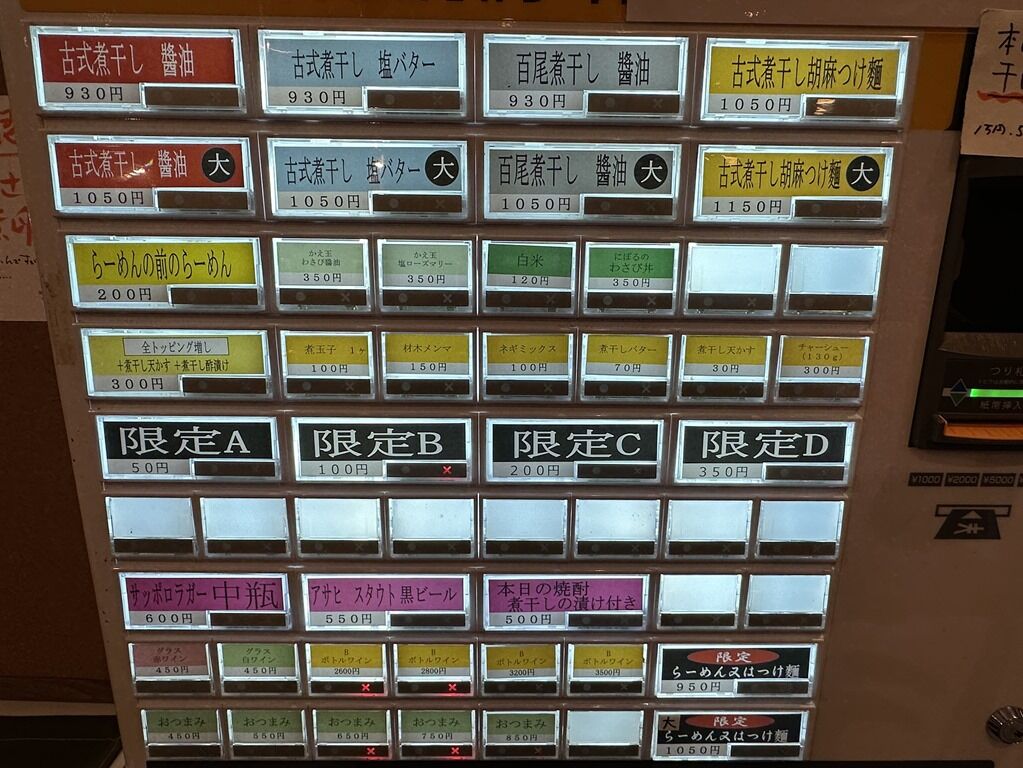 古式煮干し 醬油
930円
古式煮干し 塩バター
930円
百尾煮干し 醬油
930円
古式煮干し胡麻つけ麵
1050円
古式煮干し 醬油 大
1050円
古式煮干し 塩バター 大
1050円
百尾煮干し 醬油 大
1050円
古式煮干し胡麻つけ麵 大
1150円
らーめんの前のらーめん
200円
かえ玉
わさび醤油
350円
かえ玉
塩ローズマリー
350円
白米
120円
にぼるの
わさび丼
350円
全トッピング増し
+煮干し天かす +煮干し酢漬け
300円
煮玉子 1ヶ
100円
材木メンマ
150円
ネギミックス
100円
煮干しバター
70円
煮干し天かす
30円
チャーシュー
(130g)
300円
限定A
50円
限定B
100円
限定C
200円
限定D
350円
サッポロラガー中瓶
600円
アサヒ スタウト黒ビール
550円
本日の焼酎
煮干しの漬け付き
500円
グラス
赤ワイン
450円
グラス
白ワイン
450円
B
ボトルワイン
2600円
B
ボトルワイン
2800円
B
ボトルワイン
3200円
B
ボトルワイン
3500円
限定
らーめん又はつけ麵
950円
おつまみ
450円
おつまみ
550円
おつまみ
650円
おつまみ
750円
おつまみ
850円
大 限定
らーめん又はつけ麵
1050円
¥1000 ¥2000 ¥5000